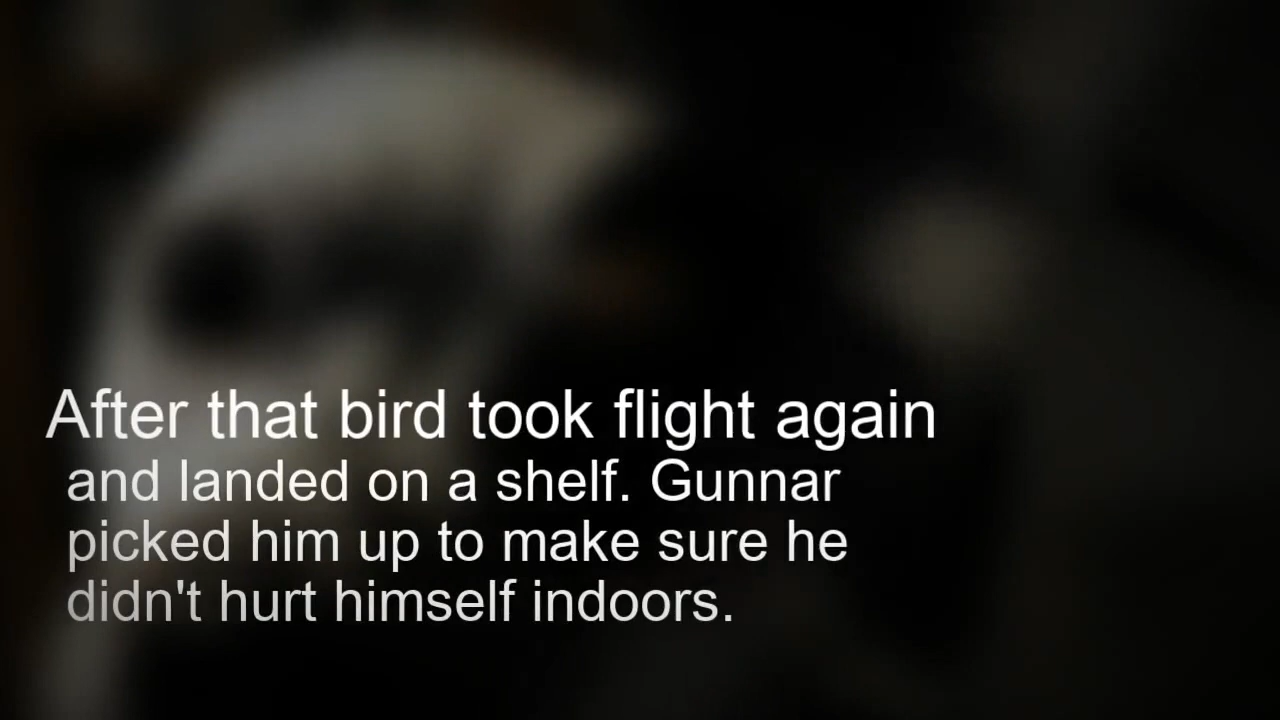 After that bird took flight again
and landed on a shelf. Gunnar
picked him up to make sure he
didn't hurt himself indoors.